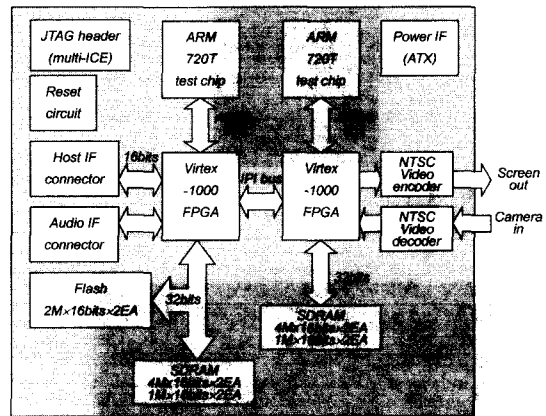 JTAG header
(multi-ICE)
ARM
720T
test chip
ARM
720T
test chip
Power IF
(ATX)
Reset
circuit
Host IF
connector
16bits
Virtex
-1000
FPGA
IPI bus
Virtex
-1000
FPGA
NTSC
Video
encoder
Screen
out
Audio IF
connector
NTSC
Video
decoder
Camera
in
Flash
2M×16bits×2EA
32bits
32bits
SDRAM
4M×16bits×2EA
1M×16bits×2EA
SDRAM
4M×16bits×2EA
1M×16bits×2EA